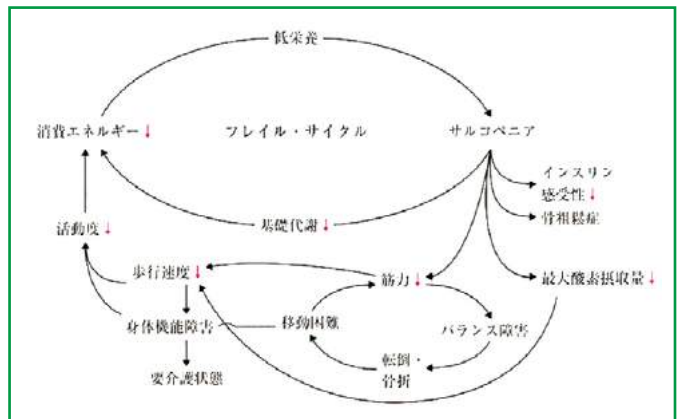 低栄養
消費エネルギー↓
フレイル・サイクル
サルコペニア
インスリン
感受性↓
骨粗鬆症
活動度↓
基礎代謝↓
歩行速度↓
筋力↓
最大酸素摂取量↓
身体機能障害
移動困難
バランス障害
転倒・
骨折
要介護状態